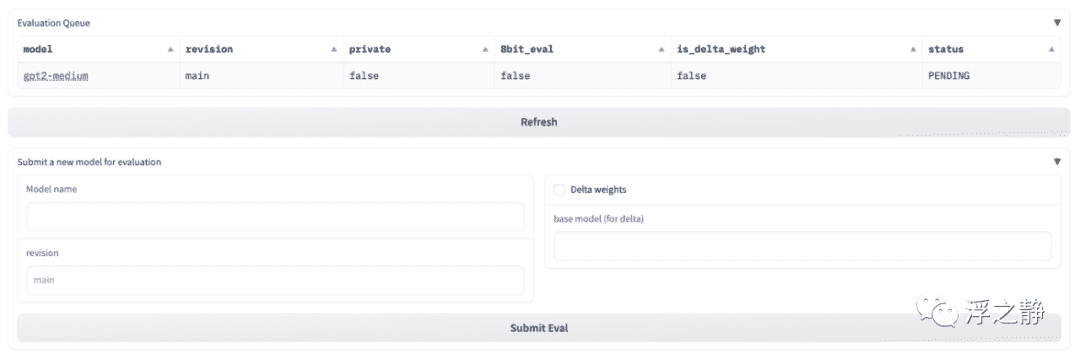 Evaluation Queue
model revision private 8bit_eval is_delta_weight status
gpt2-medium main false false false PENDING
Refresh
Submit a new model for evaluation
Model name
Delta weights
base model (for delta)
revision
main
Submit Eval
浮之静